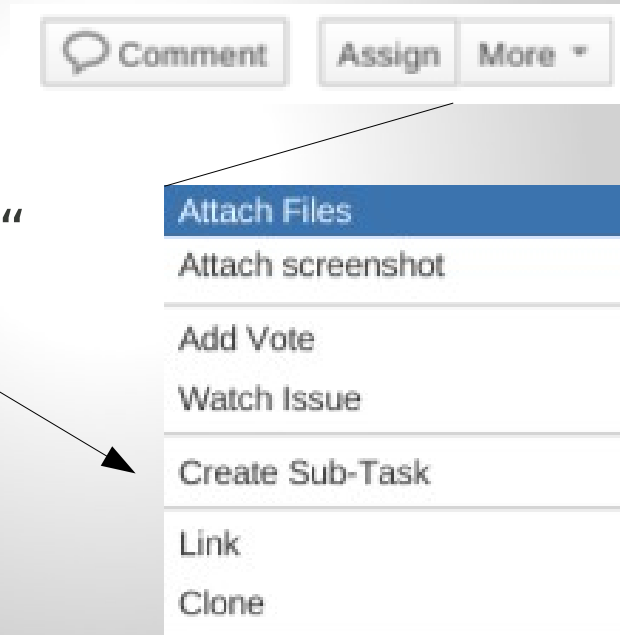 Comment Assign More
“
Attach Files
Attach screenshot
Add Vote
Watch Issue
Create Sub-Task
Link
Clone